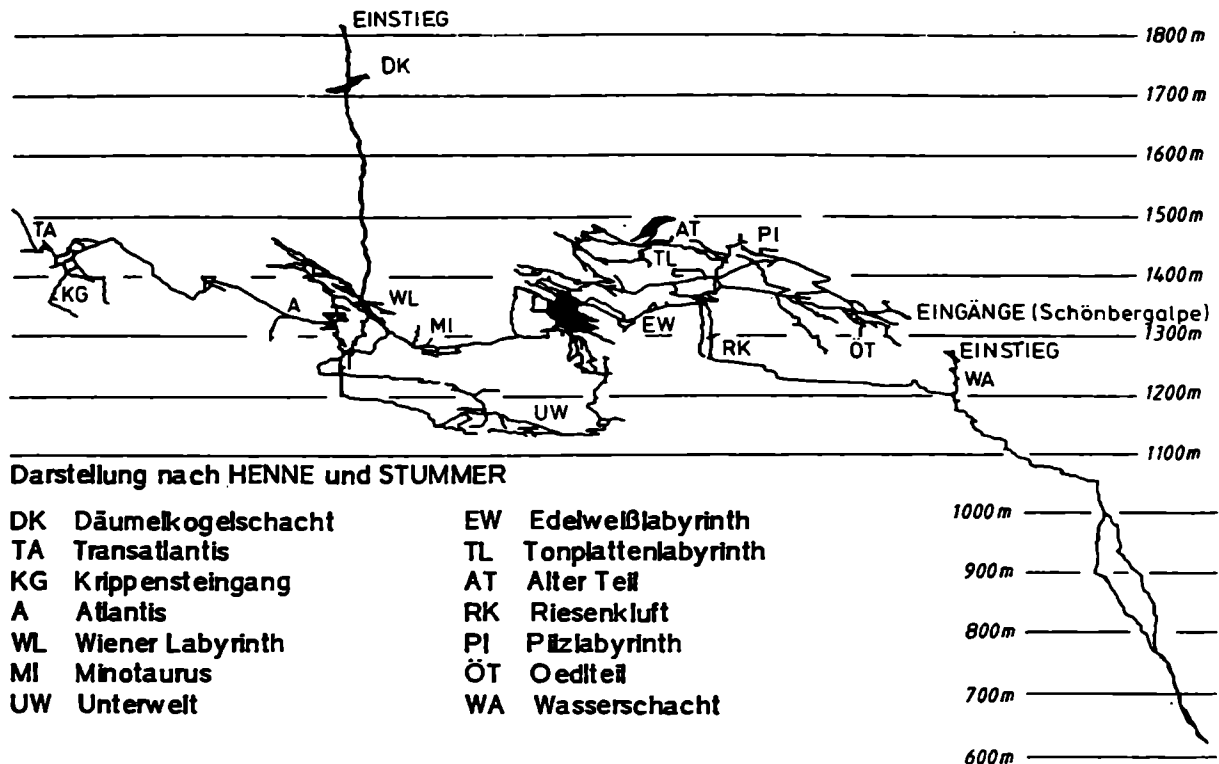 EINSTIEG
1800 m
DK
1700 m
1600 m
1500 m
TA
AT
PI
TL
1400 m
KG
A
WL
EINGÄNGE (Schönbergalpe)
MI
EW
1300 m
RK
ÖT
EINSTIEG
WA
1200 m
UW
1100 m
Darstellung nach HENNE und STUMMER
DK Däumelkogelschacht
EW Edelweißlabyrinth
1000 m
TA Transatlantis
TL Tonplattenlabyrinth
KG Krippensteingang
AT Alter Teil
900 m
A Atlantis
RK Riesenkluft
WL Wiener Labyrinth
PI Pilzlabyrinth
800 m
MI Minotaurus
ÖT Oedlteil
UW Unterwelt
WA Wasserschacht
700 m
600 m